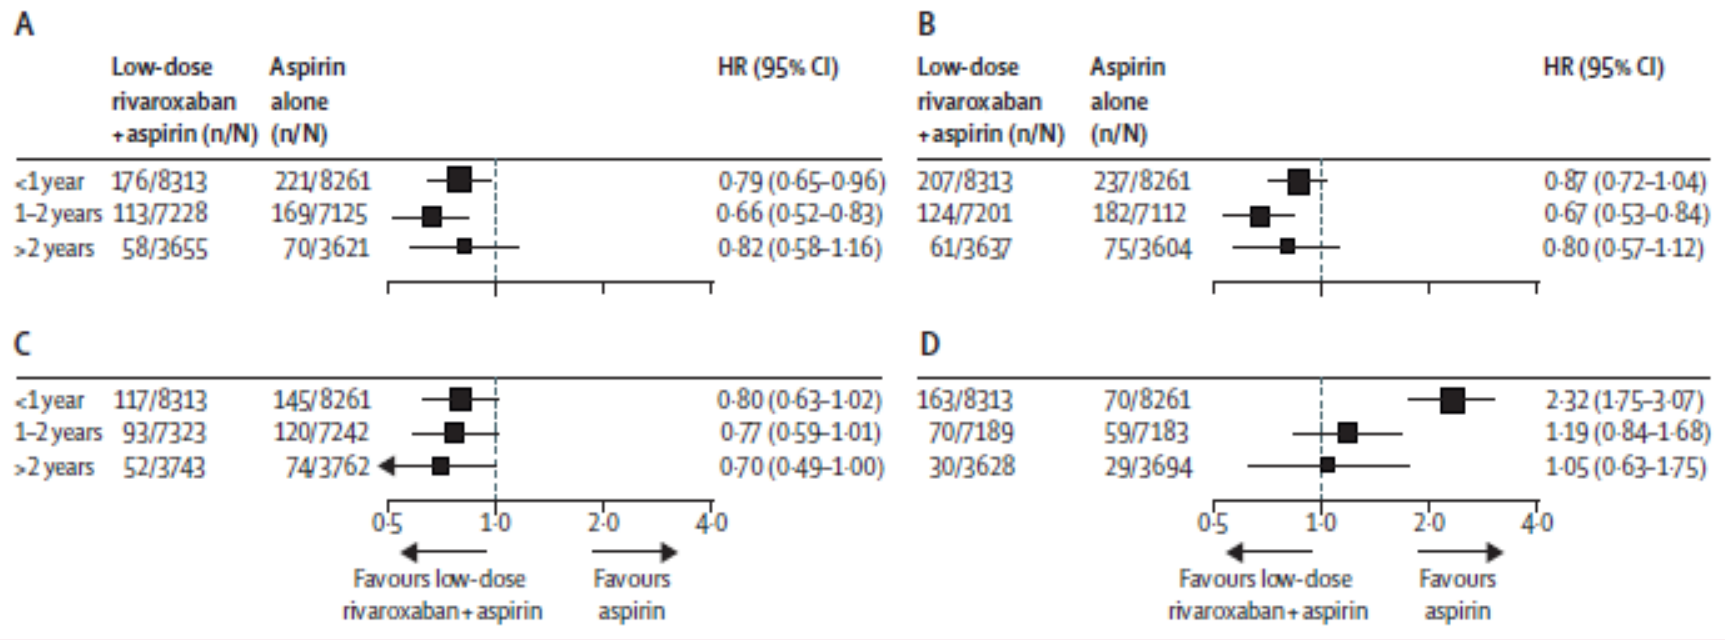 A
Low-dose rivaroxaban +aspirin (n/N) Aspirin alone (n/N) HR (95% CI)
<1 year 176/8313 221/8261 0·79 (0·65–0·96)
1–2 years 113/7228 169/7125 0·66 (0·52–0·83)
>2 years 58/3655 70/3621 0·82 (0·58–1·16)
B
Low-dose rivaroxaban +aspirin (n/N) Aspirin alone (n/N) HR (95% CI)
207/8313 237/8261 0·87 (0·72–1·04)
124/7201 182/7112 0·67 (0·53–0·84)
61/3637 75/3604 0·80 (0·57–1·12)
C
<1 year 117/8313 145/8261 0·80 (0·63–1·02)
1–2 years 93/7323 120/7242 0·77 (0·59–1·01)
>2 years 52/3743 74/3762 0·70 (0·49–1·00)
0·5 1·0 2·0 4·0
Favours low-dose rivaroxaban+aspirin Favours aspirin
D
163/8313 70/8261 2·32 (1·75–3·07)
70/7189 59/7183 1·19 (0·84–1·68)
30/3628 29/3694 1·05 (0·63–1·75)
0·5 1·0 2·0 4·0
Favours low-dose rivaroxaban+aspirin Favours aspirin